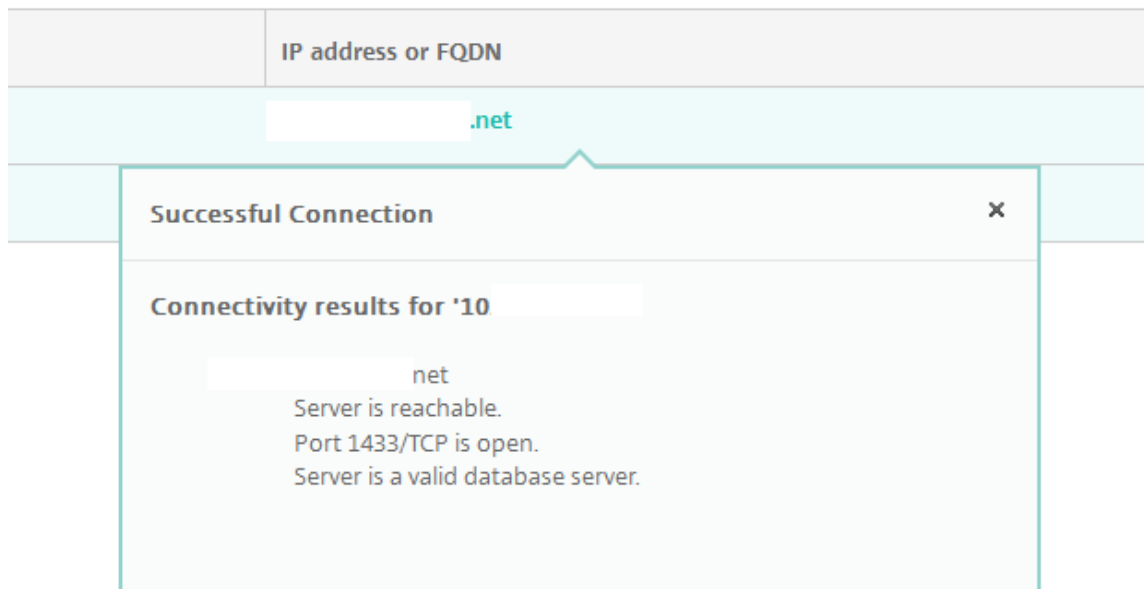 IP address or FQDN
.net
Successful Connection
×
Connectivity results for '10.
net
Server is reachable.
Port 1433/TCP is open.
Server is a valid database server.